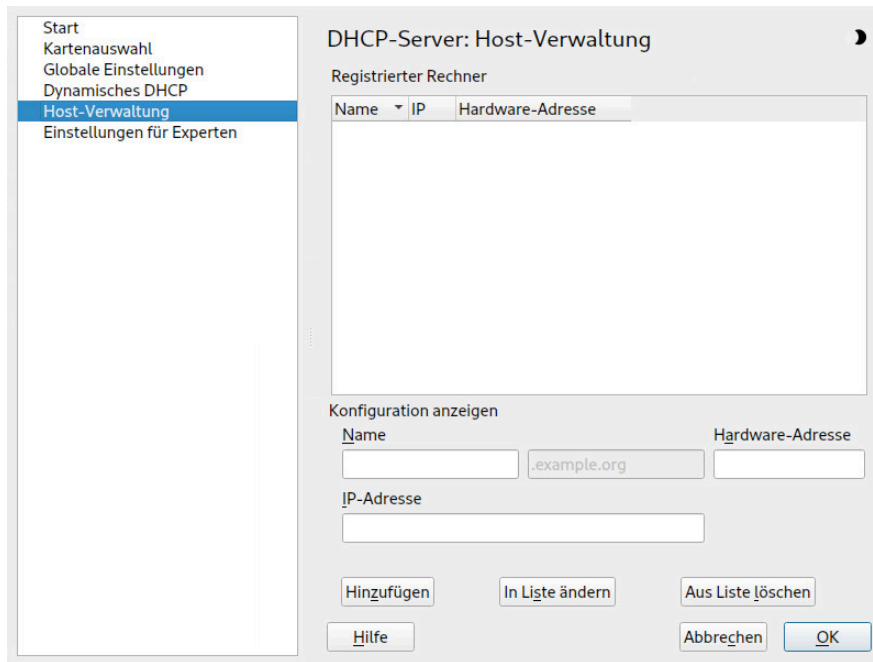 Start
Kartenauswahl
Globale Einstellungen
Dynamisches DHCP
Host-Verwaltung
Einstellungen für Experten
DHCP-Server: Host-Verwaltung
Registrierter Rechner
Name IP Hardware-Adresse
Konfiguration anzeigen
Name Hardware-Adresse
.example.org
IP-Adresse
Hinzufügen In Liste ändern Aus Liste löschen
Hilfe Abbrechen OK